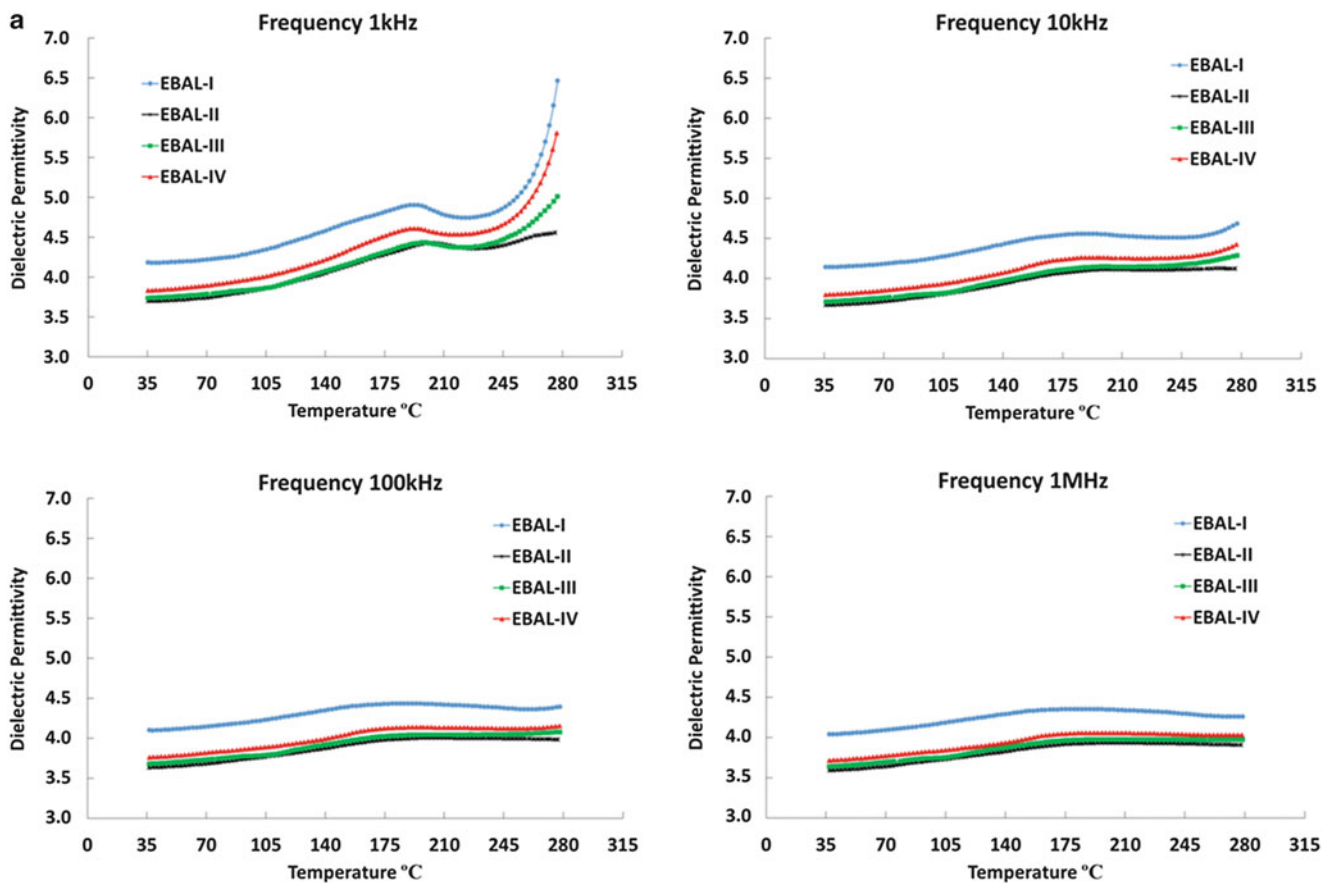 a
Frequency 1kHz
Dielectric Permittivity
7.0
6.5
6.0
5.5
5.0
4.5
4.0
3.5
3.0
EBAL-I
EBAL-II
EBAL-III
EBAL-IV
0 35 70 105 140 175 210 245 280 315
Temperature °C
Frequency 10kHz
Dielectric Permittivity
7.0
6.5
6.0
5.5
5.0
4.5
4.0
3.5
3.0
EBAL-I
EBAL-II
EBAL-III
EBAL-IV
0 35 70 105 140 175 210 245 280 315
Temperature °C
Frequency 100kHz
Dielectric Permittivity
7.0
6.5
6.0
5.5
5.0
4.5
4.0
3.5
3.0
EBAL-I
EBAL-II
EBAL-III
EBAL-IV
0 35 70 105 140 175 210 245 280 315
Temperature °C
Frequency 1MHz
Dielectric Permittivity
7.0
6.5
6.0
5.5
5.0
4.5
4.0
3.5
3.0
EBAL-I
EBAL-II
EBAL-III
EBAL-IV
0 35 70 105 140 175 210 245 280 315
Temperature °C